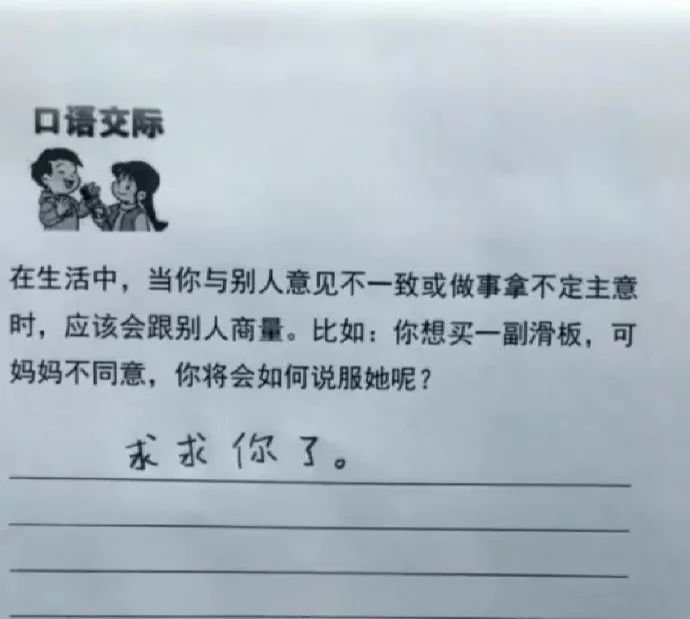 口语交际
在生活中，当你与别人意见不一致或做事拿不定主意
时，应该会跟别人商量。比如：你想买一副滑板，可
妈妈不同意，你将会如何说服她呢？
求求你了。